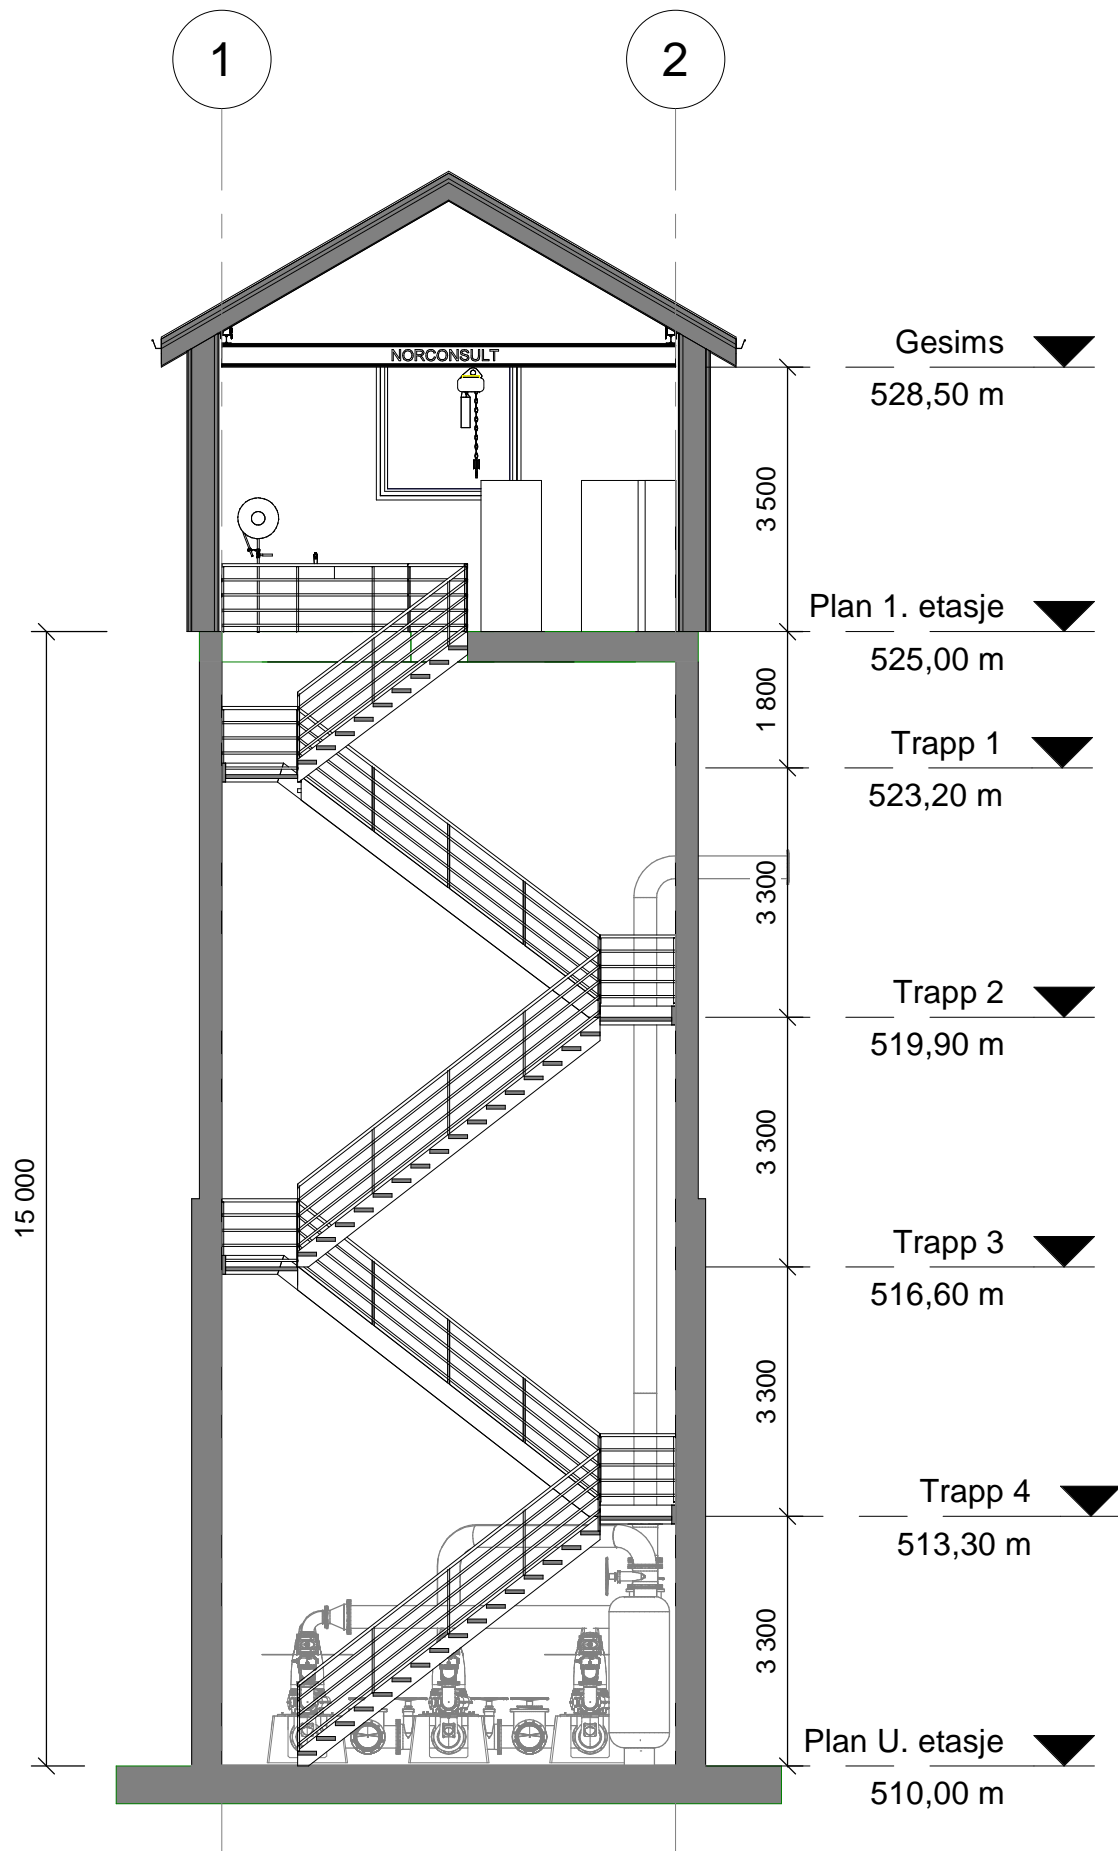 1
2
NORCONSULT
Gesims
528,50 m
3 500
Plan 1. etasje
525,00 m
1 800
Trapp 1
523,20 m
3 300
Trapp 2
519,90 m
3 300
15 000
Trapp 3
516,60 m
3 300
Trapp 4
513,30 m
3 300
Plan U. etasje
510,00 m